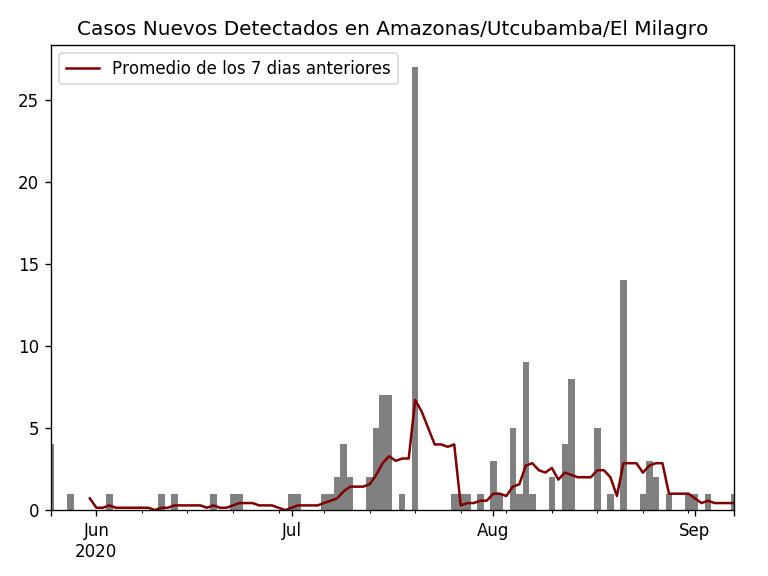 Casos Nuevos Detectados en Amazonas/Utcubamba/El Milagro
Promedio de los 7 dias anteriores
25
20
15
10
5
0
Jun Jul Aug Sep
2020